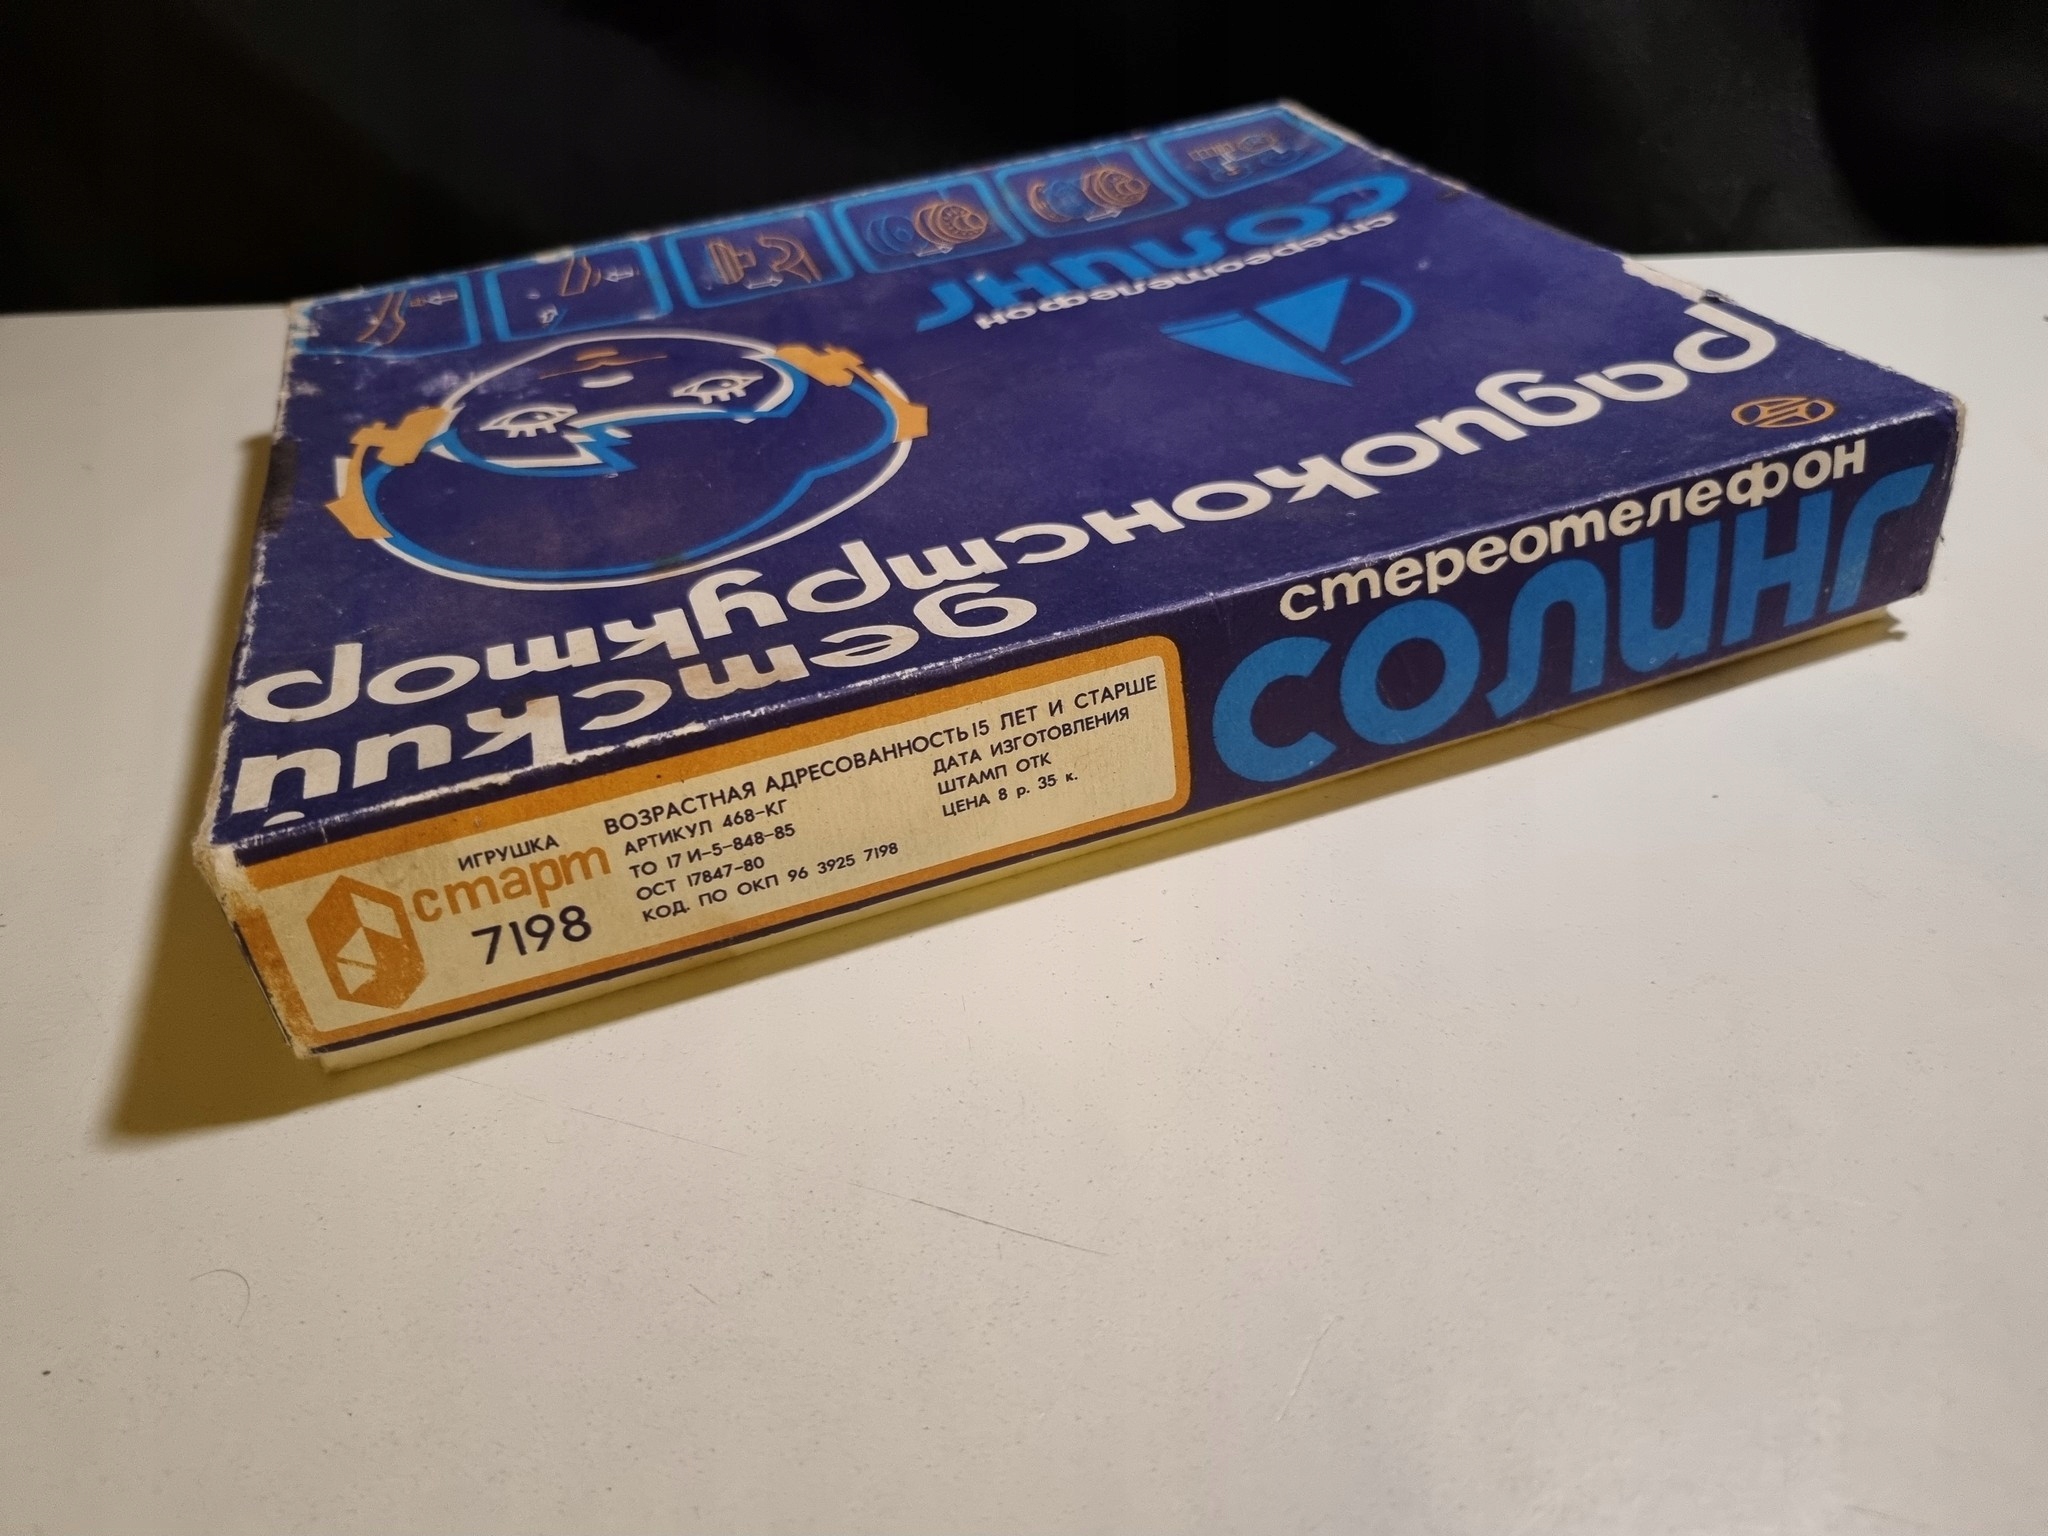 детский
радиоконструктор
стереотелефон
солинг
стереотелефон
солинг
ИГРУШКА
старт
7198
ВОЗРАСТНАЯ АДРЕСОВАННОСТЬ 15 ЛЕТ И СТАРШЕ
АРТИКУЛ 468-КГ
ТО 17 И-5-848-85
ОСТ 17847-80
КОД. ПО ОКП 96 3925 7198
ДАТА ИЗГОТОВЛЕНИЯ
ШТАМП ОТК
ЦЕНА 8 р. 35 к.